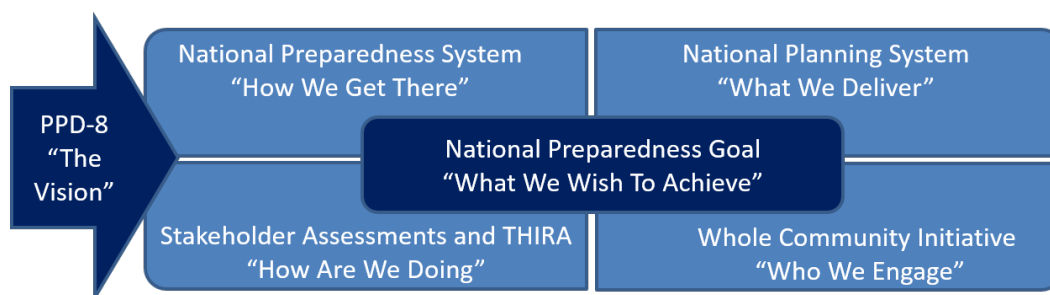 PPD-8
“The
Vision”
National Preparedness System
“How We Get There”
National Planning System
“What We Deliver”
National Preparedness Goal
“What We Wish To Achieve”
Stakeholder Assessments and THIRA
“How Are We Doing”
Whole Community Initiative
“Who We Engage”